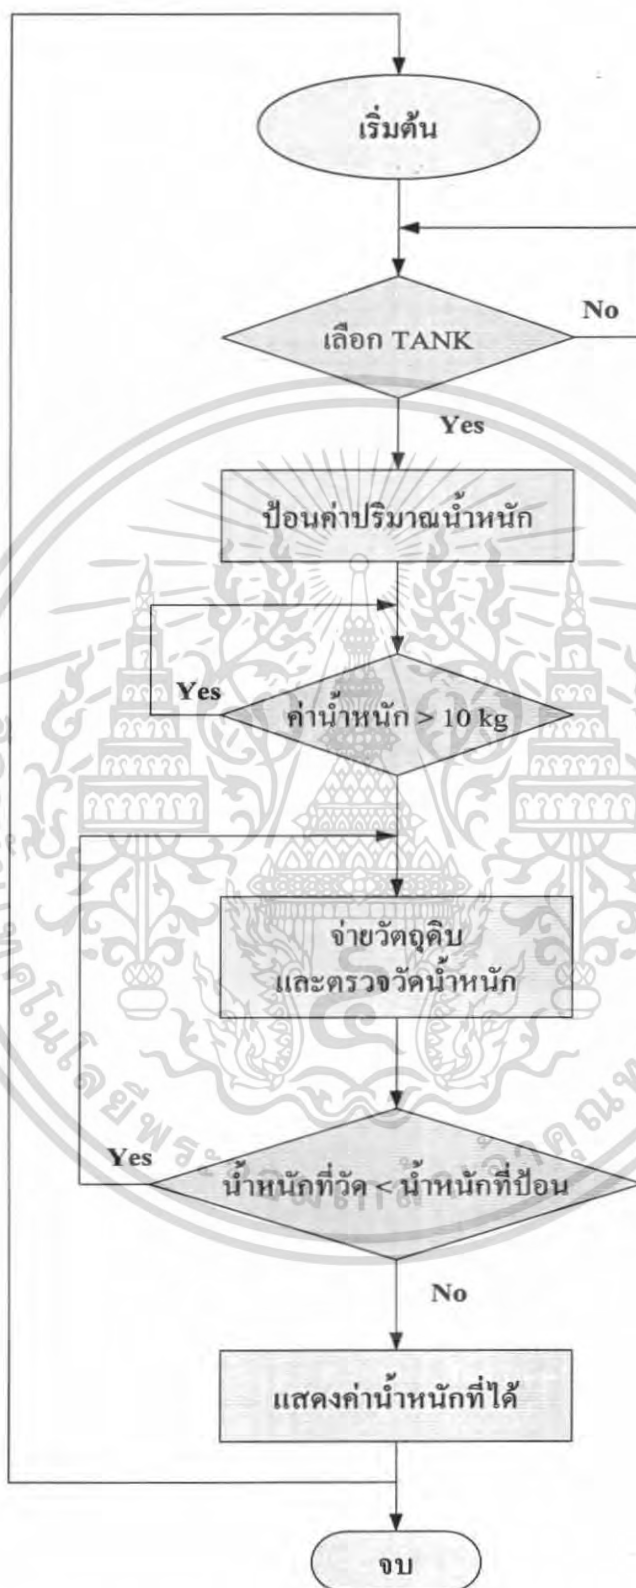 เริ่มต้น
เลือก TANK
No
Yes
ป้อนค่าปริมาณน้ำหนัก
Yes
ค่าน้ำหนัก > 10 kg
จ่ายวัตถุดิบ
และตรวจวัดน้ำหนัก
Yes
น้ำหนักที่วัด < น้ำหนักที่ป้อน
No
แสดงค่าน้ำหนักที่ได้
จบ